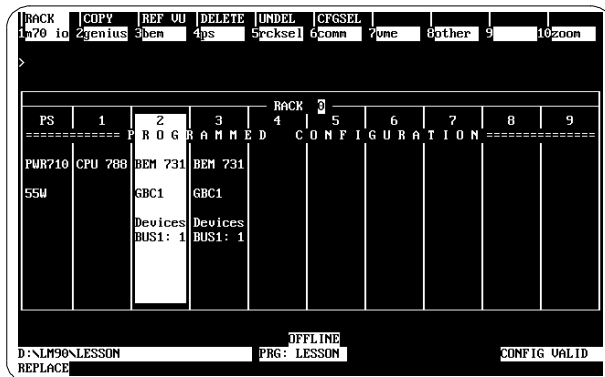 RACK COPY REF VU DELETE UNDEL CFGSEL
1m70 io 2genius 3bem 4ps 5rcksel 6comm 7vme 8other 9 10zoom
>
RACK 0
PS 1 2 3 4 5 6 7 8 9
============= P R O G R A M M E D C O N F I G U R A T I O N ===============
PWR710 CPU 788 BEM 731 BEM 731
55W GBC1 GBC1
Devices Devices
BUS1: 1 BUS1: 1
OFFLINE
D:\LM90\LESSON PRG: LESSON CONFIG VALID
REPLACE